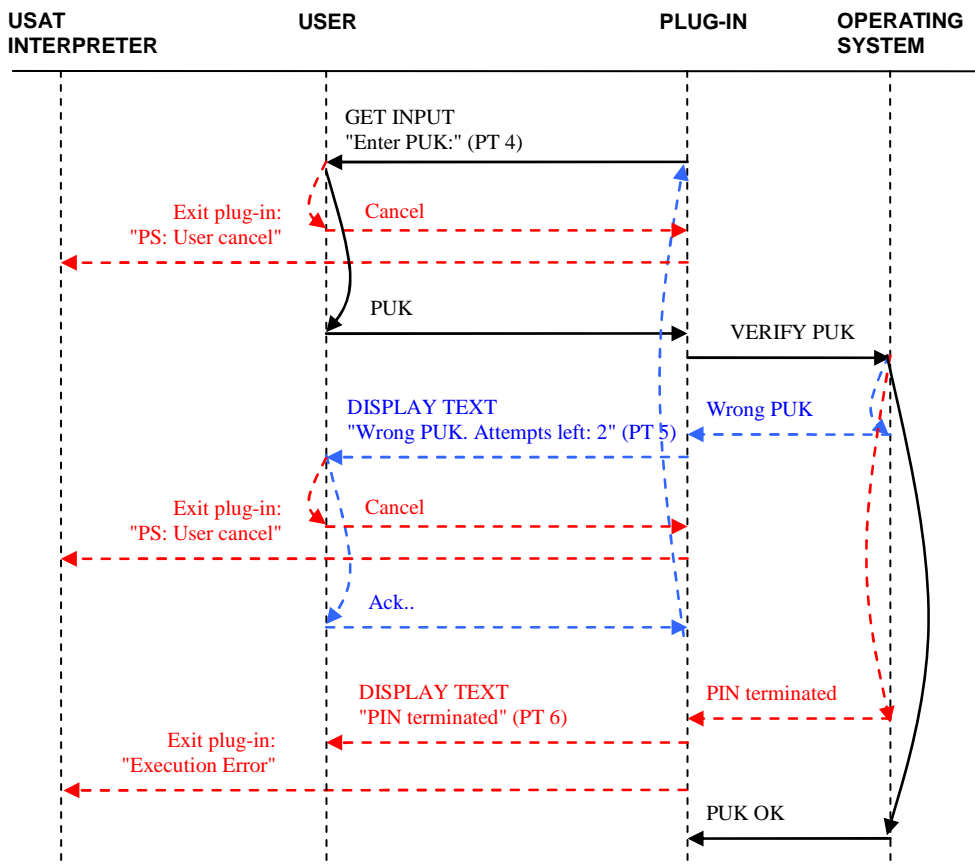 USAT
INTERPRETER
USER
PLUG-IN
OPERATING
SYSTEM
GET INPUT
"Enter PUK:" (PT 4)
Exit plug-in:
"PS: User cancel"
Cancel
PUK
VERIFY PUK
DISPLAY TEXT
"Wrong PUK. Attempts left: 2" (PT 5)
Wrong PUK
Exit plug-in:
"PS: User cancel"
Cancel
Ack..
DISPLAY TEXT
"PIN terminated" (PT 6)
PIN terminated
Exit plug-in:
"Execution Error"
PUK OK